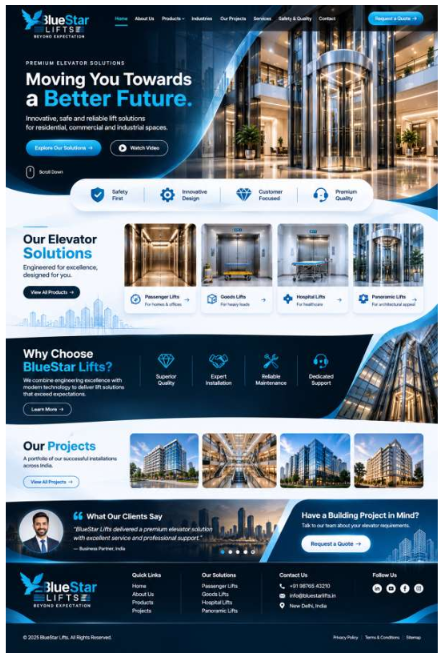 BlueStar
LIFTS
BEYOND EXPECTATION
Home About Us Products Industries Our Projects Services Safety & Quality Contact
Request a Quote →
PREMIUM ELEVATOR SOLUTIONS
Moving You Towards
a Better Future.
Innovative, safe and reliable lift solutions
for residential, commercial and industrial spaces.
Explore Our Solutions →
Watch Video
Scroll Down
Safety
First
Innovative
Design
Customer
Focused
Premium
Quality
Our Elevator
Solutions
Engineered for excellence,
designed for you.
View All Products →
Passenger Lifts
For homes & offices
→
Goods Lifts
For heavy loads
→
Hospital Lifts
For healthcare
→
Panoramic Lifts
For architectural appeal
→
Why Choose
BlueStar Lifts?
We combine engineering excellence with
modern technology to deliver lift solutions
that exceed expectations.
Learn More →
Superior
Quality
Expert
Installation
Reliable
Maintenance
Dedicated
Support
Our Projects
A portfolio of our successful installations
across India.
View All Projects →
What Our Clients Say
"BlueStar Lifts delivered a premium elevator solution
with excellent service and professional support."
— Business Partner, India
Have a Building Project in Mind?
Talk to our team about your elevator requirements.
Request a Quote →
BlueStar
LIFTS
BEYOND EXPECTATION
Quick Links
Home
About Us
Products
Projects
Our Solutions
Passenger Lifts
Goods Lifts
Hospital Lifts
Panoramic Lifts
Contact Us
+91 98765 43210
info@bluestarlifts.in
New Delhi, India
Follow Us
© 2025 BlueStar Lifts. All Rights Reserved.
Privacy Policy | Terms & Conditions | Sitemap